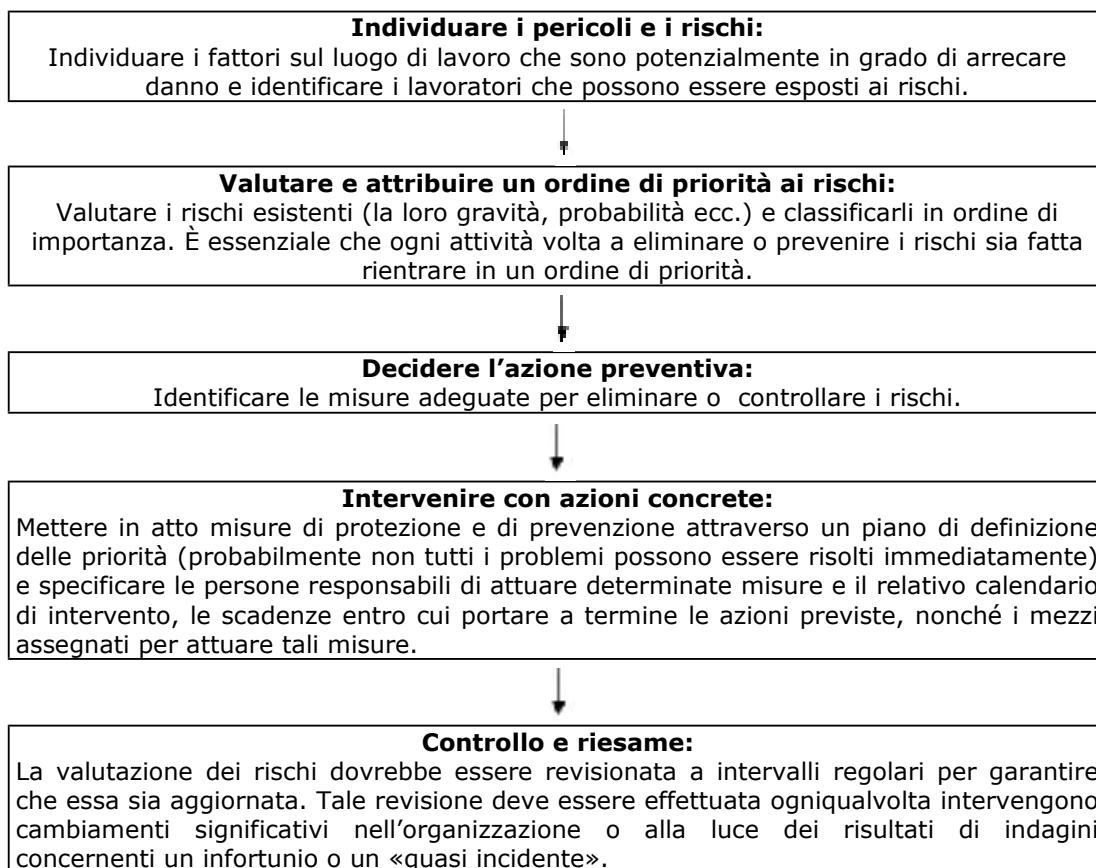 Individuare i pericoli e i rischi:
Individuare i fattori sul luogo di lavoro che sono potenzialmente in grado di arrecare
danno e identificare i lavoratori che possono essere esposti ai rischi.
Valutare e attribuire un ordine di priorità ai rischi:
Valutare i rischi esistenti (la loro gravità, probabilità ecc.) e classificarli in ordine di
importanza. È essenziale che ogni attività volta a eliminare o prevenire i rischi sia fatta
rientrare in un ordine di priorità.
Decidere l’azione preventiva:
Identificare le misure adeguate per eliminare o controllare i rischi.
Intervenire con azioni concrete:
Mettere in atto misure di protezione e di prevenzione attraverso un piano di definizione
delle priorità (probabilmente non tutti i problemi possono essere risolti immediatamente)
e specificare le persone responsabili di attuare determinate misure e il relativo calendario
di intervento, le scadenze entro cui portare a termine le azioni previste, nonché i mezzi
assegnati per attuare tali misure.
Controllo e riesame:
La valutazione dei rischi dovrebbe essere revisionata a intervalli regolari per garantire
che essa sia aggiornata. Tale revisione deve essere effettuata ogniqualvolta intervengono
cambiamenti significativi nell’organizzazione o alla luce dei risultati di indagini
concernenti un infortunio o un «quasi incidente».